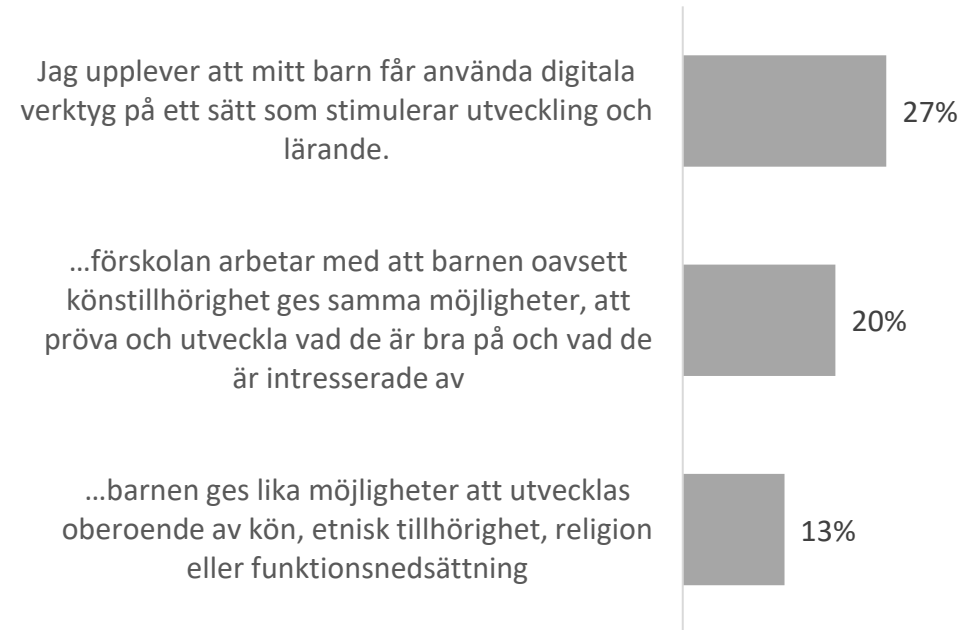 Jag upplever att mitt barn får använda digitala
verktyg på ett sätt som stimulerar utveckling och
lärande.
27%
…förskolan arbetar med att barnen oavsett
könstillhörighet ges samma möjligheter, att
pröva och utveckla vad de är bra på och vad de
är intresserade av
20%
…barnen ges lika möjligheter att utvecklas
oberoende av kön, etnisk tillhörighet, religion
eller funktionsnedsättning
13%